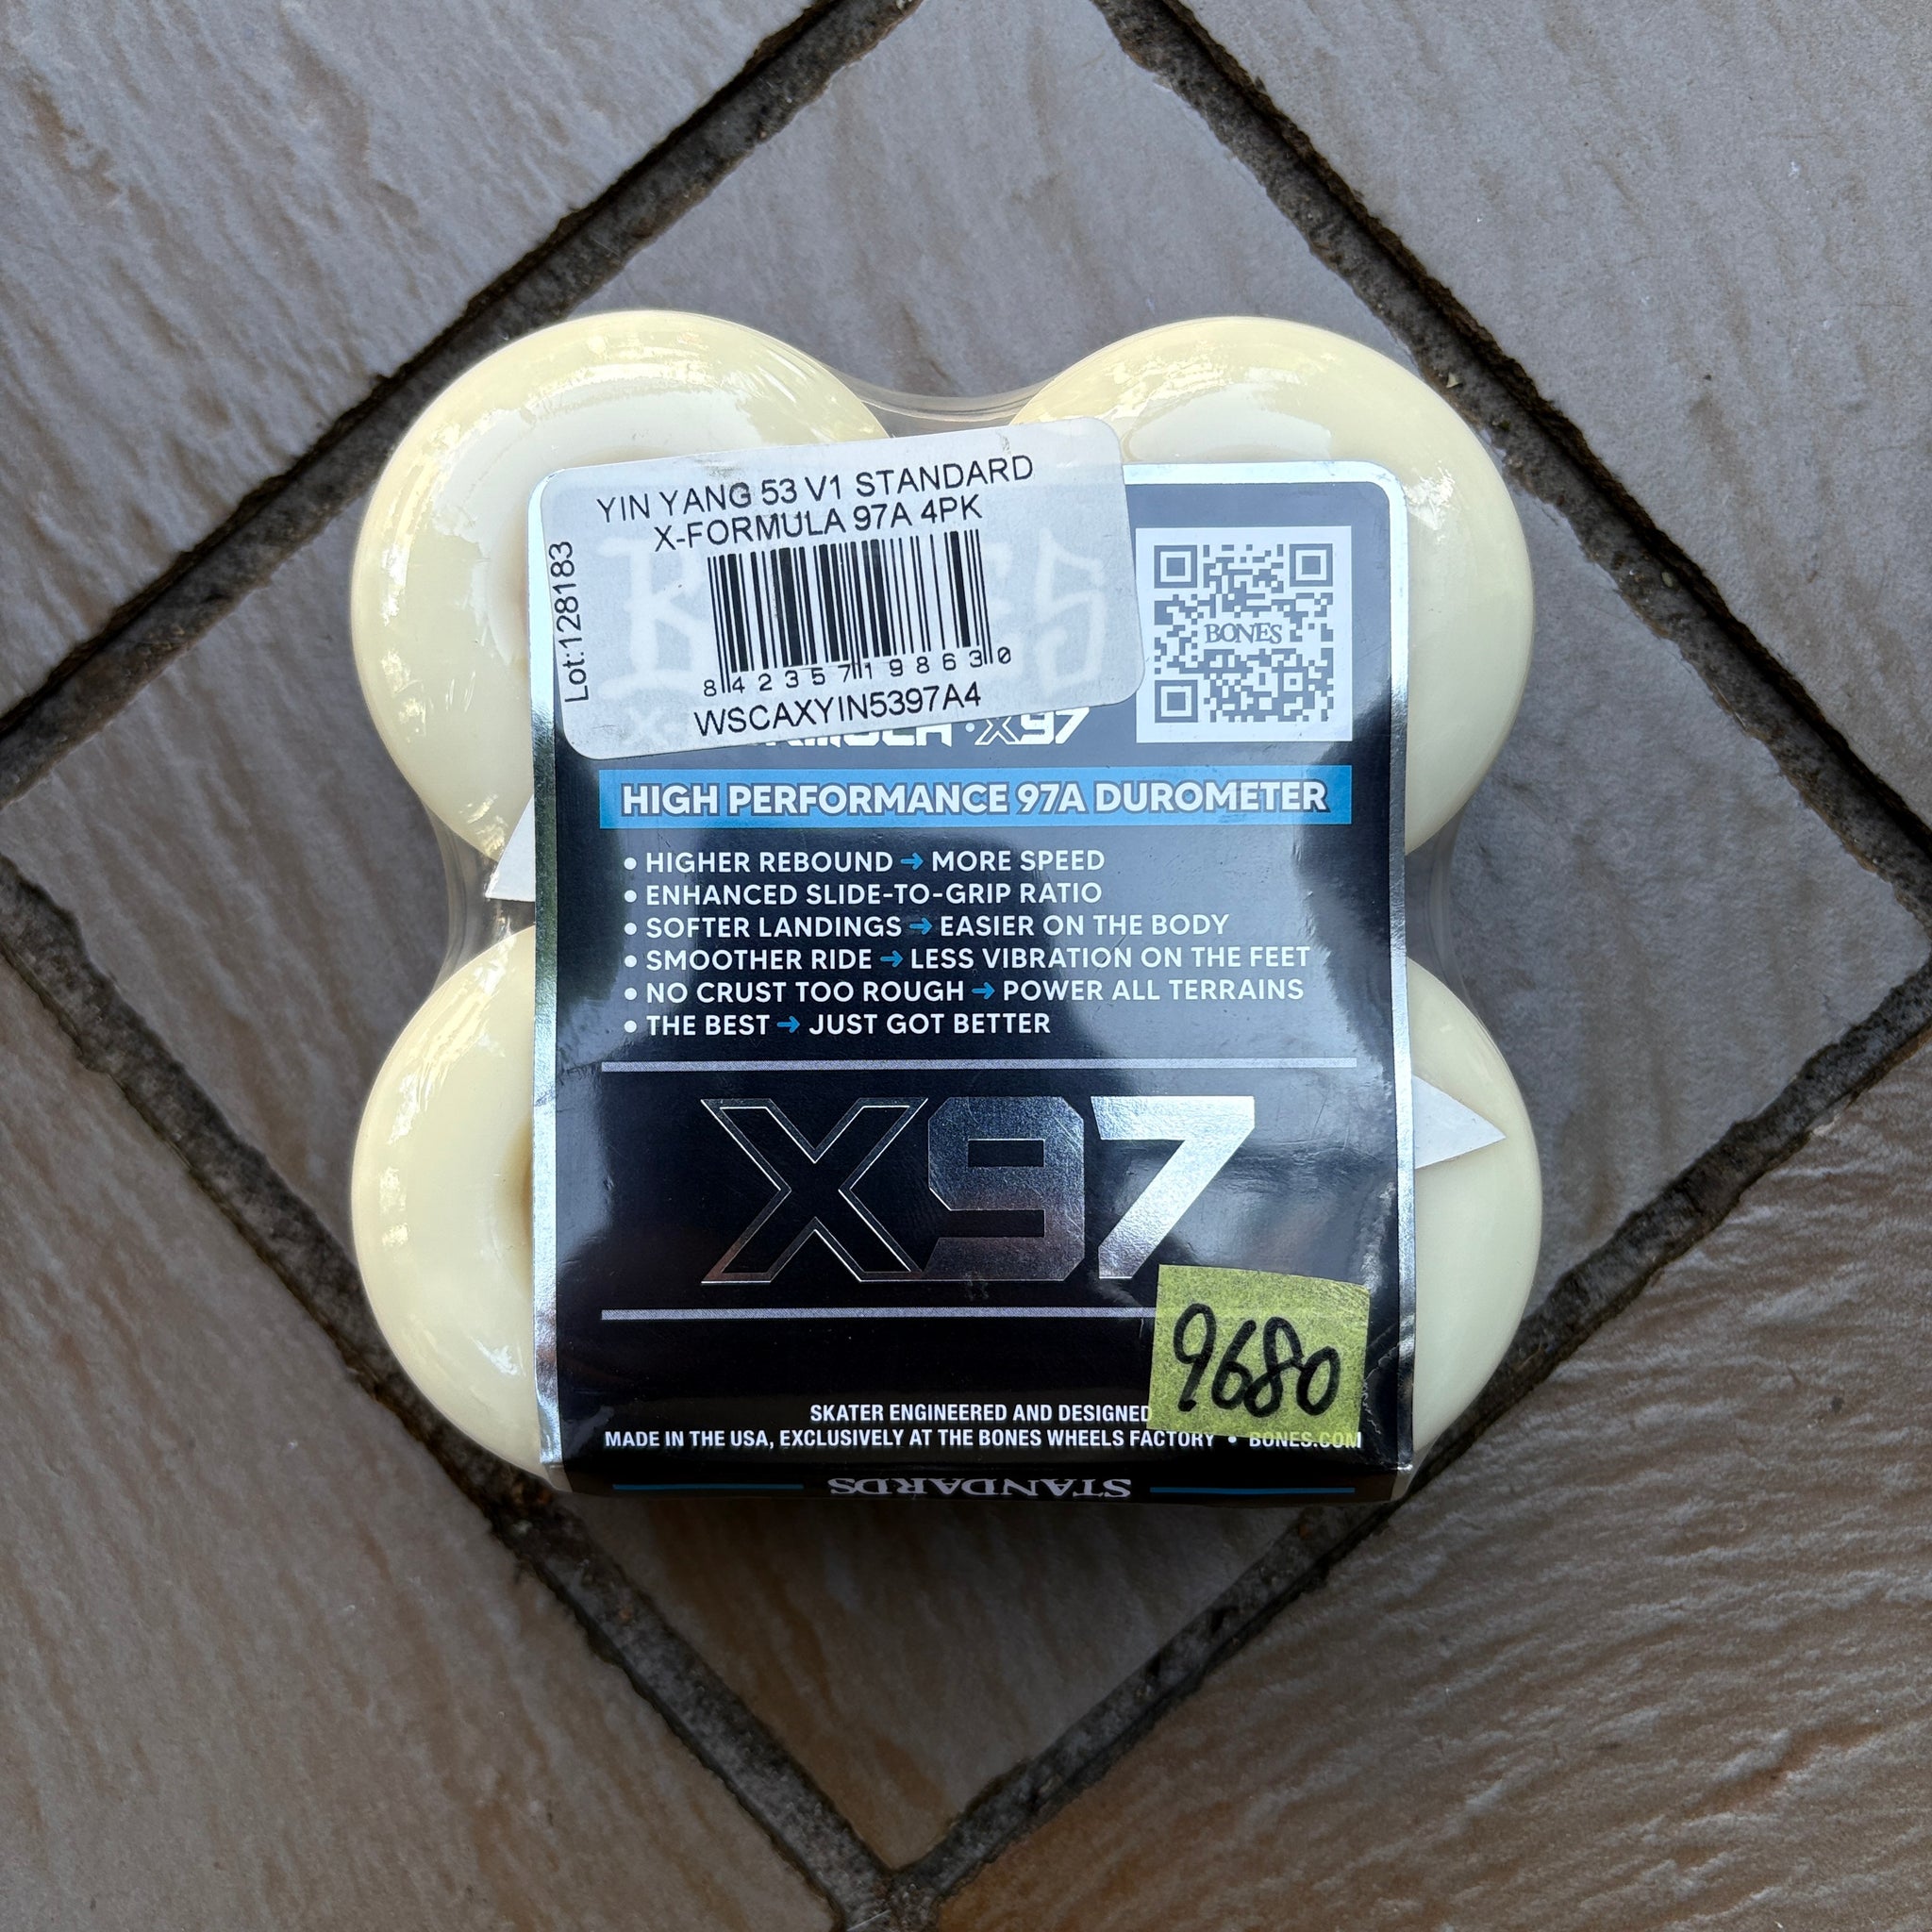 YIN YANG 53 V1 STANDARD
X-FORMULA 97A 4PK
Lot:128183
8 42357 19863 0
WSCAXYIN5397A4
BONES
X97
HIGH PERFORMANCE 97A DUROMETER
• HIGHER REBOUND → MORE SPEED
• ENHANCED SLIDE-TO-GRIP RATIO
• SOFTER LANDINGS → EASIER ON THE BODY
• SMOOTHER RIDE → LESS VIBRATION ON THE FEET
• NO CRUST TOO ROUGH → POWER ALL TERRAINS
• THE BEST → JUST GOT BETTER
X97
9680
SKATER ENGINEERED AND DESIGNED
MADE IN THE USA, EXCLUSIVELY AT THE BONES WHEELS FACTORY • BONES.COM
STANDARDS